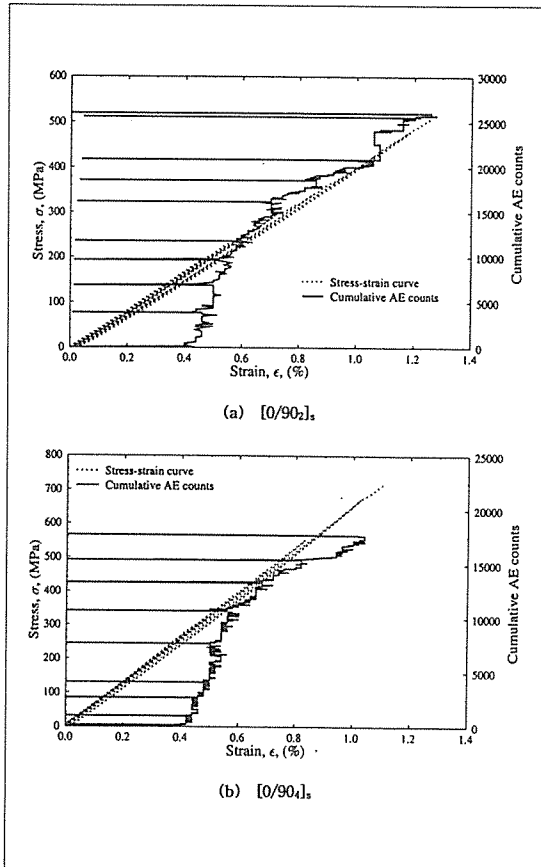 600
500
400
300
200
100
0
Stress, σ, (MPa)
30000
25000
20000
15000
10000
5000
0
Cumulative AE counts
Stress-strain curve
Cumulative AE counts
0.0 0.2 0.4 0.6 0.8 1.0 1.2 1.4
Strain, ϵ, (%)
(a) [0/90₂]ₛ
800
700
600
500
400
300
200
100
0
Stress, σ, (MPa)
Stress-strain curve
Cumulative AE counts
25000
20000
15000
10000
5000
0
Cumulative AE counts
0.0 0.2 0.4 0.6 0.8 1.0 1.2 1.4
Strain, ϵ, (%)
(b) [0/90₄]ₛ